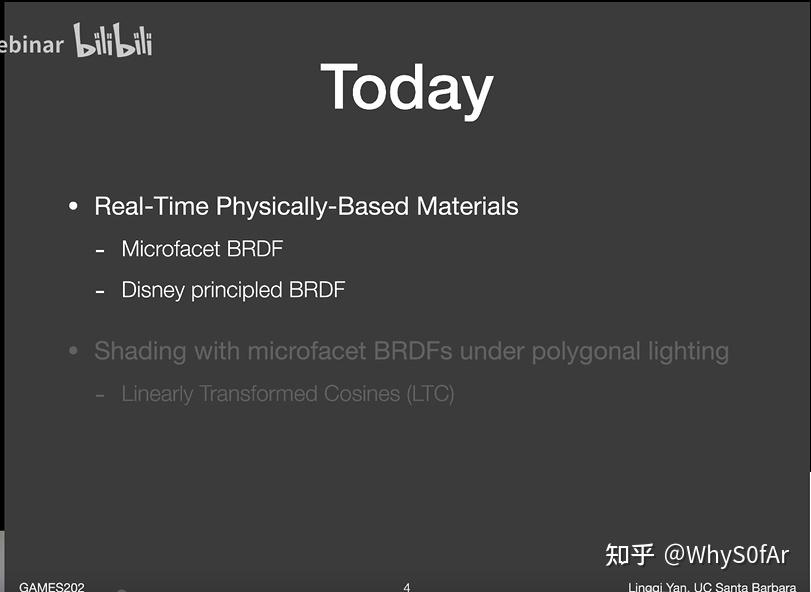 ebinar bilibili
Today
• Real-Time Physically-Based Materials
- Microfacet BRDF
- Disney principled BRDF
• Shading with microfacet BRDFs under polygonal lighting
- Linearly Transformed Cosines (LTC)
知乎 @WhyS0fAr
GAMES202 4 Lingqi Yan, UC Santa Barbara